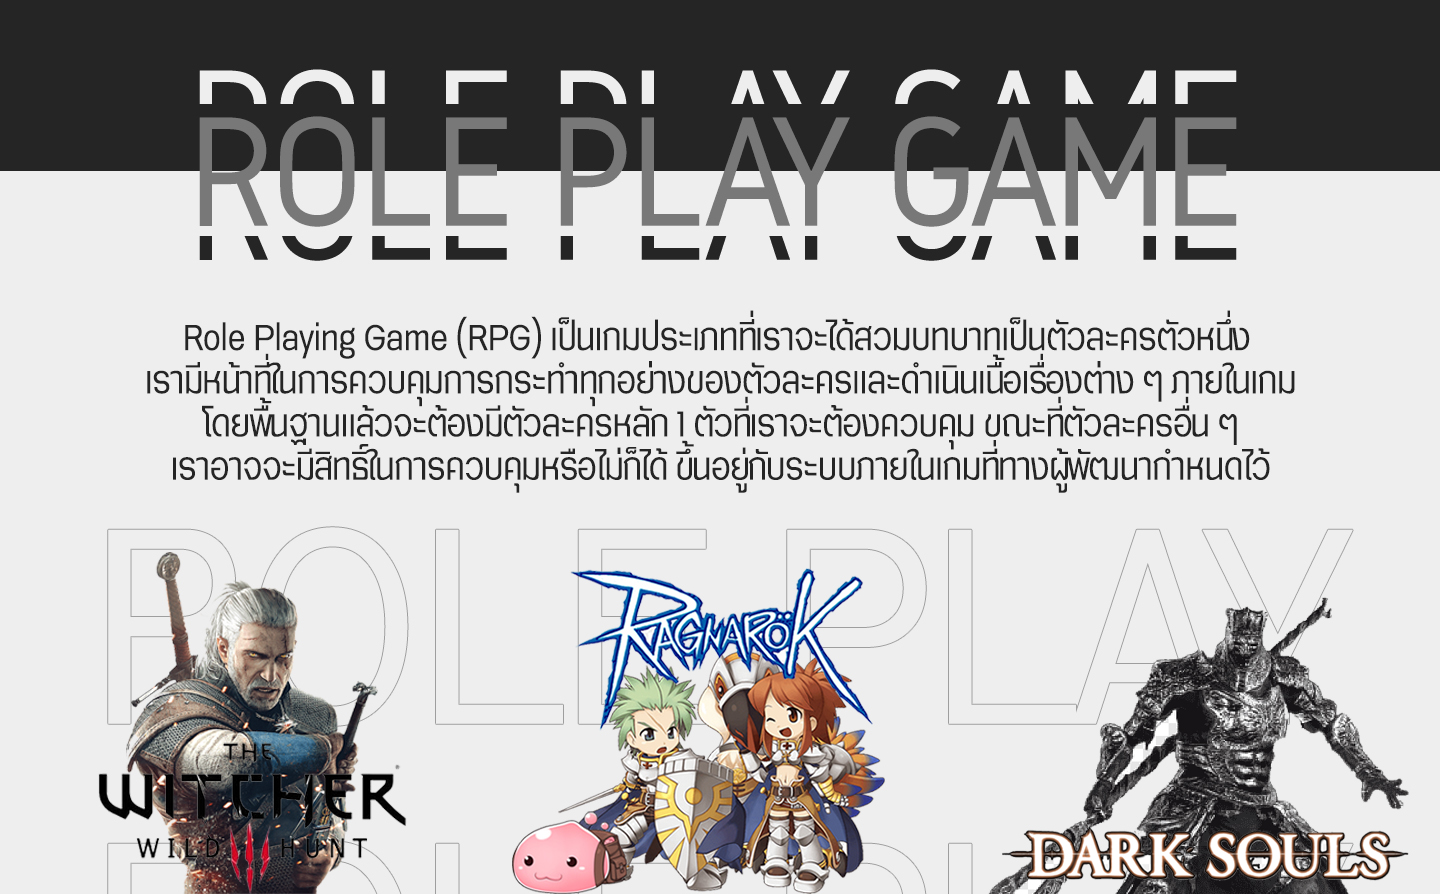 ROLE PLAY GAME
ROLE PLAY GAME
ROLE PLAY GAME
Role Playing Game (RPG) เป็นเกมประเภทที่เราจะได้สวมบทบาทเป็นตัวละครตัวหนึ่ง
เรามีหน้าที่ในการควบคุมการกระทำทุกอย่างของตัวละครและดำเนินเนื้อเรื่องต่าง ๆ ภายในเกม
โดยพื้นฐานแล้วจะต้องมีตัวละครหลัก 1 ตัวที่เราจะต้องควบคุม ขณะที่ตัวละครอื่น ๆ
เราอาจจะมีสิทธิ์ในการควบคุมหรือไม่ก็ได้ ขึ้นอยู่กับระบบภายในเกมที่ทางผู้พัฒนากำหนดไว้
ROLE PLAY
RAGNARÖK
THE
WITCHER
WILD HUNT
DARK SOULS